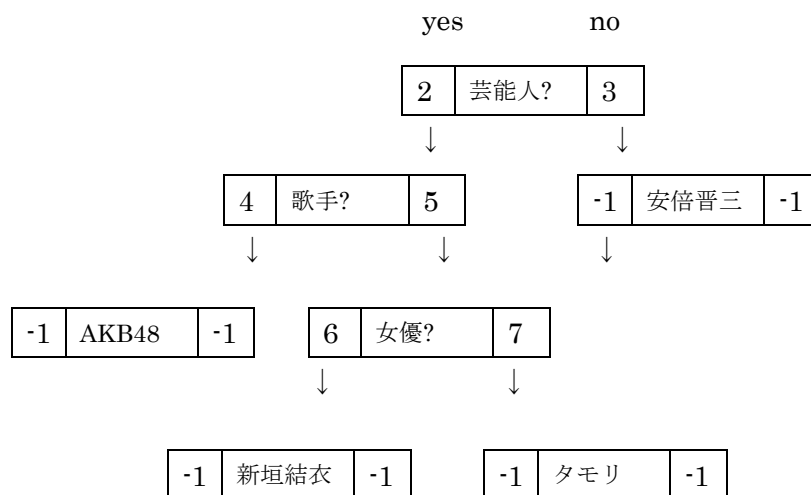 yes no
2 芸能人? 3
↓ ↓
4 歌手? 5 -1 安倍晋三 -1
↓ ↓ ↓
-1 AKB48 -1 6 女優? 7
↓ ↓
-1 新垣結衣 -1 -1 タモリ -1